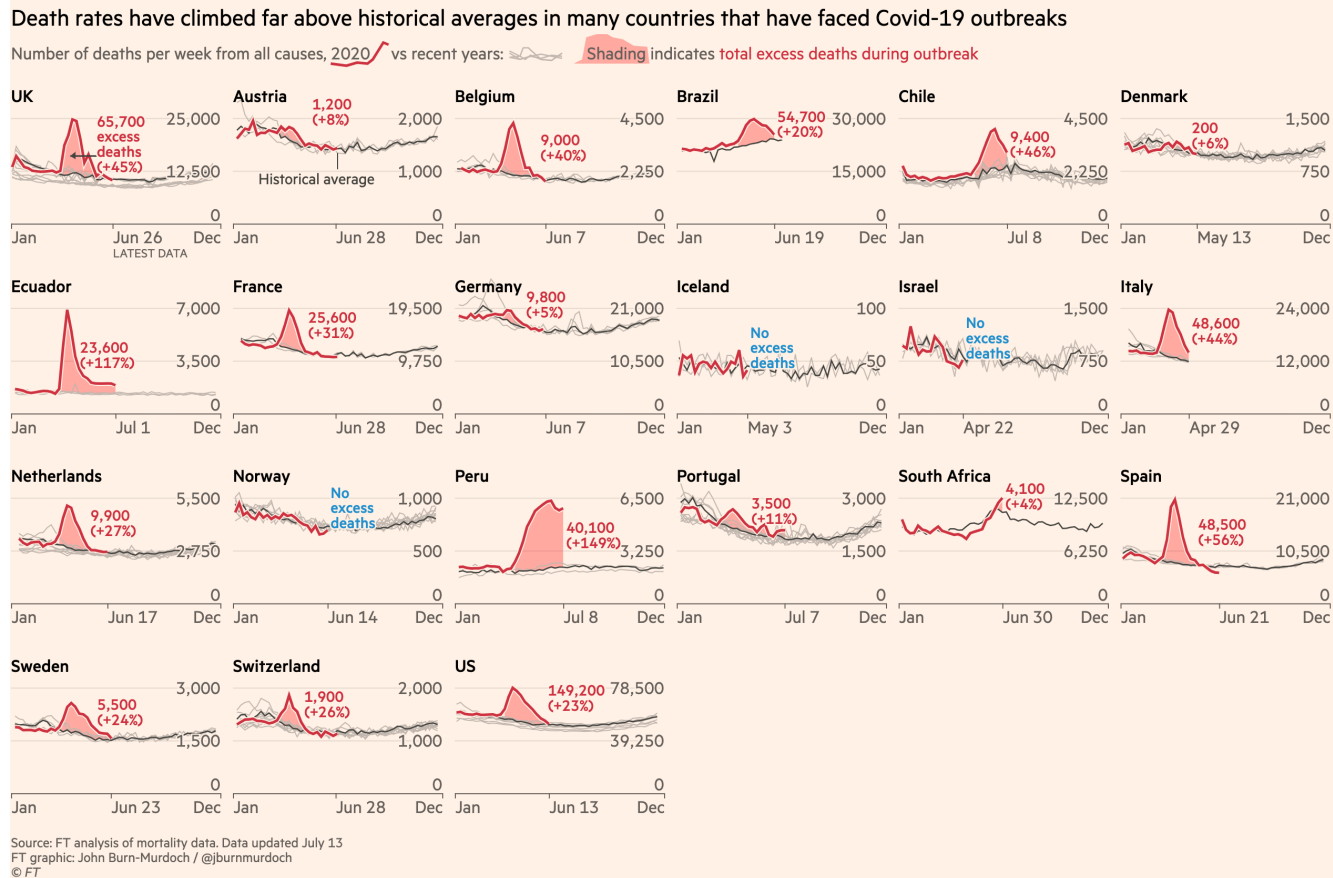 Death rates have climbed far above historical averages in many countries that have faced Covid-19 outbreaks
Number of deaths per week from all causes, 2020 vs recent years: Shading indicates total excess deaths during outbreak
UK
65,700
excess
deaths
(+45%)
25,000
12,500
0
Jan
Jun 26
LATEST DATA
Dec
Austria
1,200
(+8%)
Historical average
2,000
1,000
0
Jan
Jun 28
Dec
Belgium
9,000
(+40%)
4,500
2,250
0
Jan
Jun 7
Dec
Brazil
54,700
(+20%)
30,000
15,000
0
Jan
Jun 19
Dec
Chile
9,400
(+46%)
4,500
2,250
0
Jan
Jul 8
Dec
Denmark
200
(+6%)
1,500
750
0
Jan
May 13
Dec
Ecuador
23,600
(+117%)
7,000
3,500
0
Jan
Jul 1
Dec
France
25,600
(+31%)
19,500
9,750
0
Jan
Jun 28
Dec
Germany
9,800
(+5%)
21,000
10,500
0
Jan
Jun 7
Dec
Iceland
No
excess
deaths
100
50
0
Jan
May 3
Dec
Israel
No
excess
deaths
1,500
750
0
Jan
Apr 22
Dec
Italy
48,600
(+44%)
24,000
12,000
0
Jan
Apr 29
Dec
Netherlands
9,900
(+27%)
5,500
2,750
0
Jan
Jun 17
Dec
Norway
No
excess
deaths
1,000
500
0
Jan
Jun 14
Dec
Peru
40,100
(+149%)
6,500
3,250
0
Jan
Jul 8
Dec
Portugal
3,500
(+11%)
3,000
1,500
0
Jan
Jul 7
Dec
South Africa
4,100
(+4%)
12,500
6,250
0
Jan
Jun 30
Dec
Spain
48,500
(+56%)
21,000
10,500
0
Jan
Jun 21
Dec
Sweden
5,500
(+24%)
3,000
1,500
0
Jan
Jun 23
Dec
Switzerland
1,900
(+26%)
2,000
1,000
0
Jan
Jun 28
Dec
US
149,200
(+23%)
78,500
39,250
0
Jan
Jun 13
Dec
Source: FT analysis of mortality data. Data updated July 13
FT graphic: John Burn-Murdoch / @jburnmurdoch
© FT